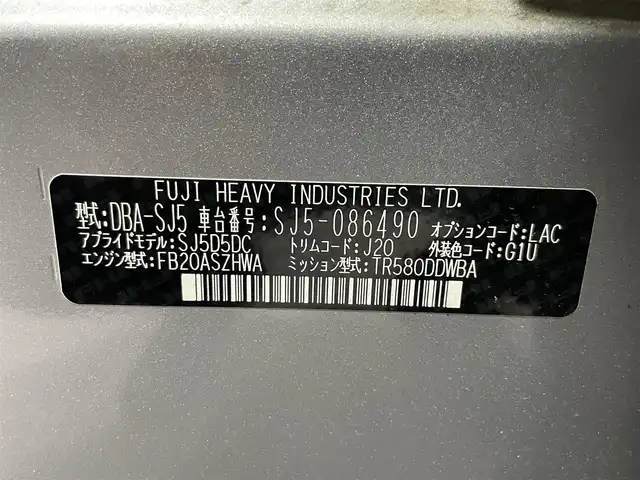 FUJI HEAVY INDUSTRIES LTD.
型式:DBA-SJ5 車台番号:SJ5-086490 オプションコード:LAC
アプライドモデル:SJ5D5DC トリムコード:J20 外装色コード:G1U
エンジン型式:FB20ASZHWA ミッション型式:TR580DDWBA